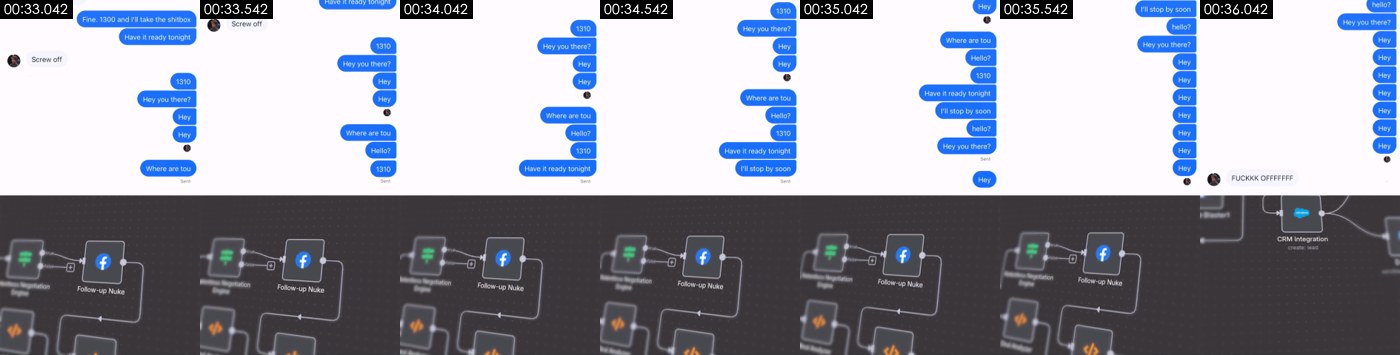 00:33.042
Fine. 1300 and I'll take the shitbox
Have it ready tonight
Screw off
1310
Hey you there?
Hey
Hey
Where are tou
Sent
Follow-up Nuke
00:33.542
Have it ready tonight
Screw off
1310
Hey you there?
Hey
Hey
Where are tou
Hello?
1310
Sent
Follow-up Nuke
00:34.042
1310
Hey you there?
Hey
Hey
Where are tou
Hello?
1310
Have it ready tonight
Sent
Follow-up Nuke
00:34.542
1310
Hey you there?
Hey
Hey
Where are tou
Hello?
1310
Have it ready tonight
I'll stop by soon
Sent
Follow-up Nuke
00:35.042
Hey
Where are tou
Hello?
1310
Have it ready tonight
I'll stop by soon
hello?
Hey you there?
Sent
Hey
Follow-up Nuke
00:35.542
I'll stop by soon
hello?
Hey you there?
Hey
Hey
Hey
Hey
Hey
Hey
Hey
Follow-up Nuke
00:36.042
hello?
Hey you there?
Hey
Hey
Hey
Hey
Hey
Hey
Hey
FUCKKK OFFFFFFF
CRM Integration
create: lead